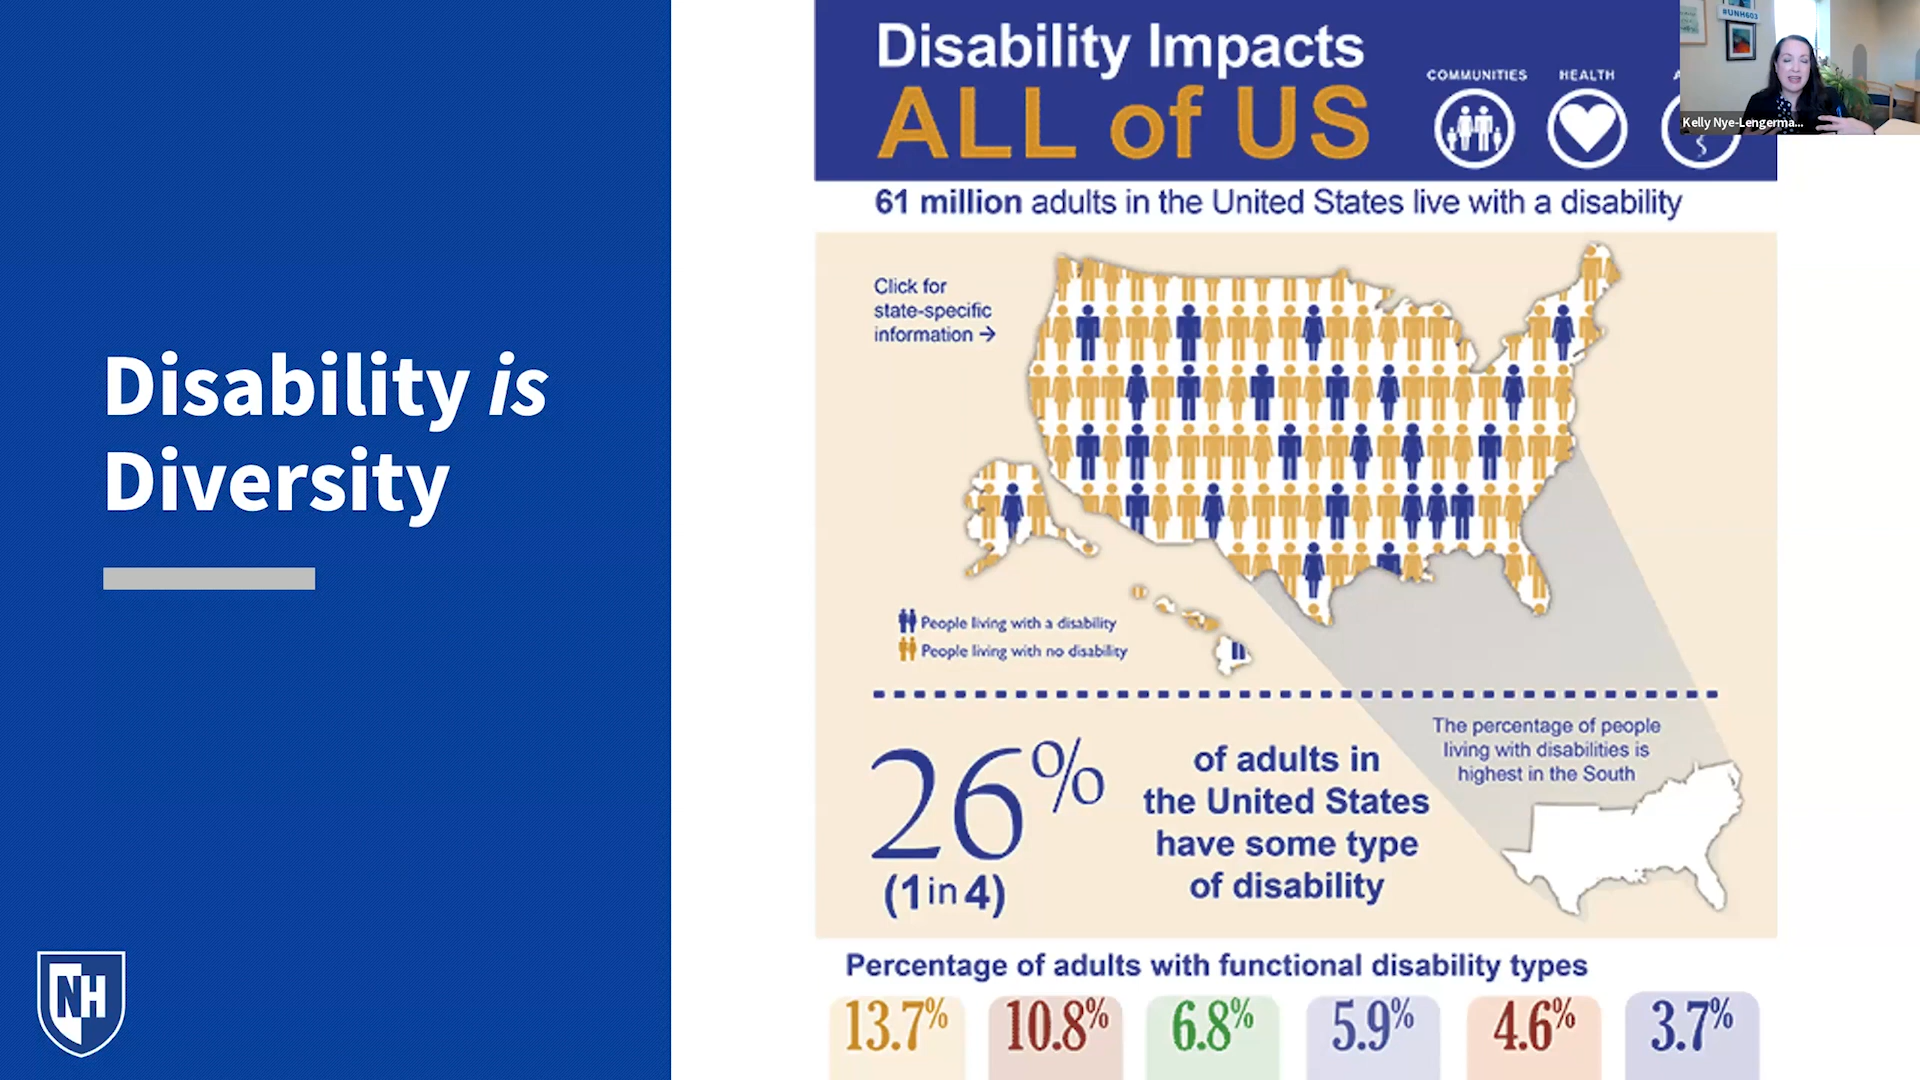 Disability is
Diversity
NH
Disability Impacts
ALL of US
COMMUNITIES
HEALTH
A
#UNH603
Kelly Nye-Lengerma...
61 million adults in the United States live with a disability
Click for
state-specific
information →
People living with a disability
People living with no disability
26%
(1 in 4)
of adults in
the United States
have some type
of disability
The percentage of people
living with disabilities is
highest in the South
Percentage of adults with functional disability types
13.7%
10.8%
6.8%
5.9%
4.6%
3.7%